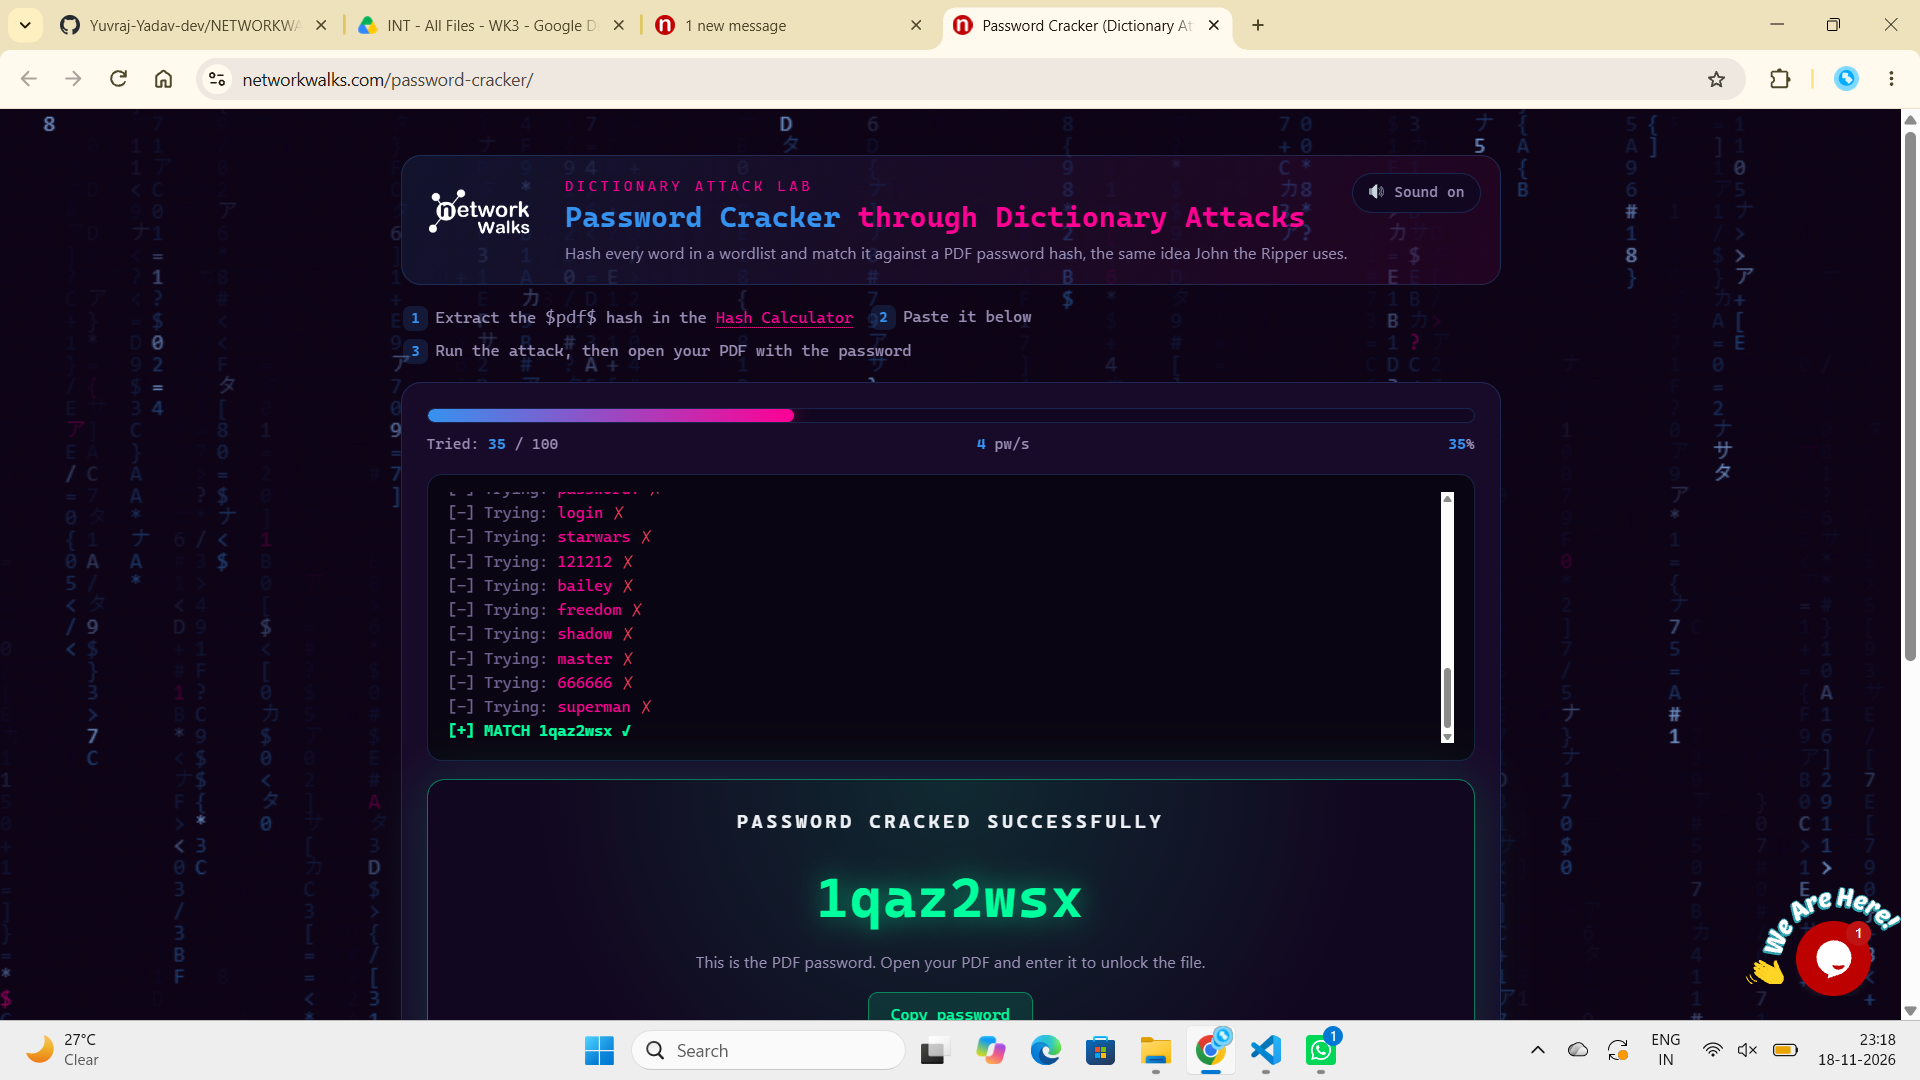 Yuvraj-Yadav-dev/NETWORKWA
INT - All Files - WK3 - Google D
1 new message
Password Cracker (Dictionary At
networkwalks.com/password-cracker/
network
Walks
DICTIONARY ATTACK LAB
Password Cracker through Dictionary Attacks
Hash every word in a wordlist and match it against a PDF password hash, the same idea John the Ripper uses.
Sound on
1 Extract the $pdf$ hash in the Hash Calculator 2 Paste it below
3 Run the attack, then open your PDF with the password
Tried: 35 / 100 4 pw/s 35%
[-] Trying: login ✗
[-] Trying: starwars ✗
[-] Trying: 121212 ✗
[-] Trying: bailey ✗
[-] Trying: freedom ✗
[-] Trying: shadow ✗
[-] Trying: master ✗
[-] Trying: 666666 ✗
[-] Trying: superman ✗
[+] MATCH 1qaz2wsx ✓
PASSWORD CRACKED SUCCESSFULLY
1qaz2wsx
This is the PDF password. Open your PDF and enter it to unlock the file.
Copy password
We Are Here!
1
27°C
Clear
Search
1
ENG
IN
23:18
18-11-2026